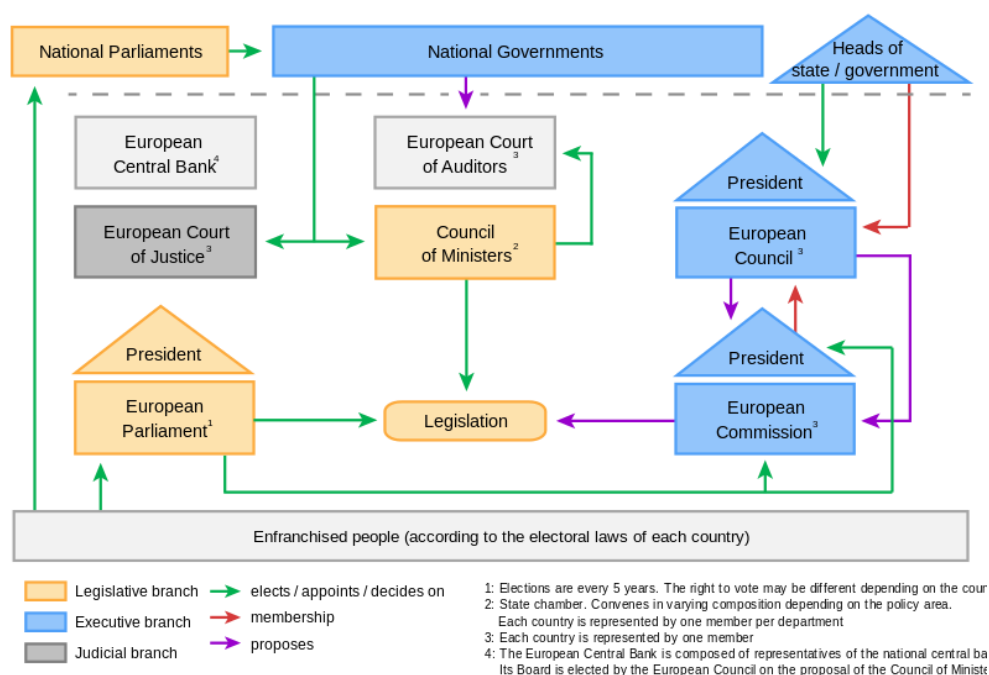 National Parliaments
National Governments
Heads of
state / government
European
Central Bank4
European Court
of Auditors 3
President
European Court
of Justice3
Council
of Ministers2
European
Council 3
President
President
European
Parliament1
Legislation
European
Commission3
Enfranchised people (according to the electoral laws of each country)
Legislative branch
Executive branch
Judicial branch
elects / appoints / decides on
membership
proposes
1: Elections are every 5 years. The right to vote may be different depending on the
2: State chamber. Convenes in varying composition depending on the policy area.
Each country is represented by one member per department
3: Each country is represented by one member
4: The European Central Bank is composed of representatives of the national central
Its Board is elected by the European Council on the proposal of the Council of